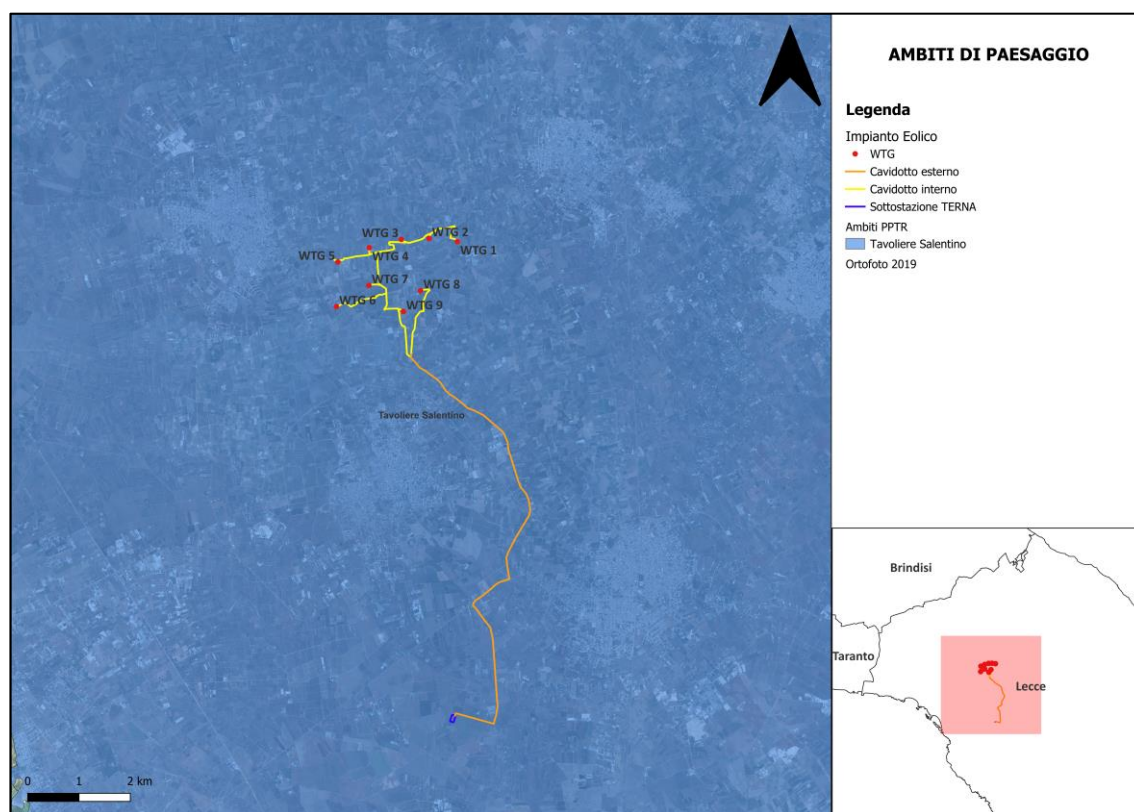 AMBITI DI PAESAGGIO
Legenda
Impianto Eolico
WTG
Cavidotto esterno
Cavidotto interno
Sottostazione TERNA
Ambiti PPTR
Tavoliere Salentino
Ortofoto 2019
WTG 3
WTG 2
WTG 1
WTG 5
WTG 4
WTG 7
WTG 8
WTG 6
WTG 9
Tavoliere Salentino
0 1 2 km
Brindisi
Taranto
Lecce